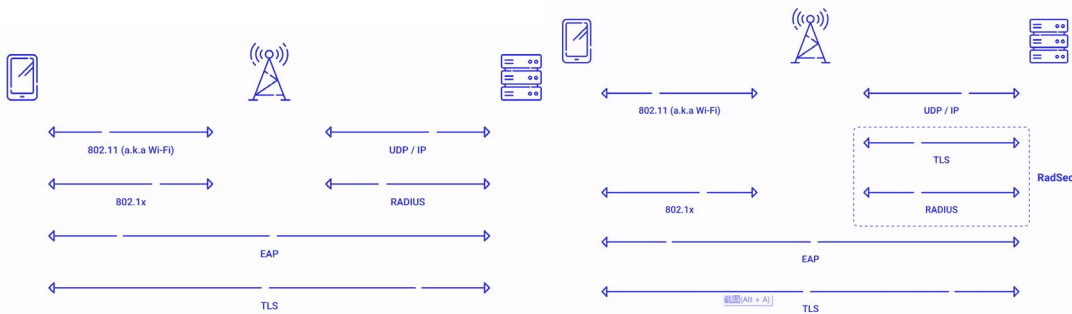 802.11 (a.k.a Wi-Fi)
UDP / IP
802.1x
RADIUS
EAP
TLS
802.11 (a.k.a Wi-Fi)
UDP / IP
TLS
RadSec
802.1x
RADIUS
EAP
截图(Alt + A)
TLS